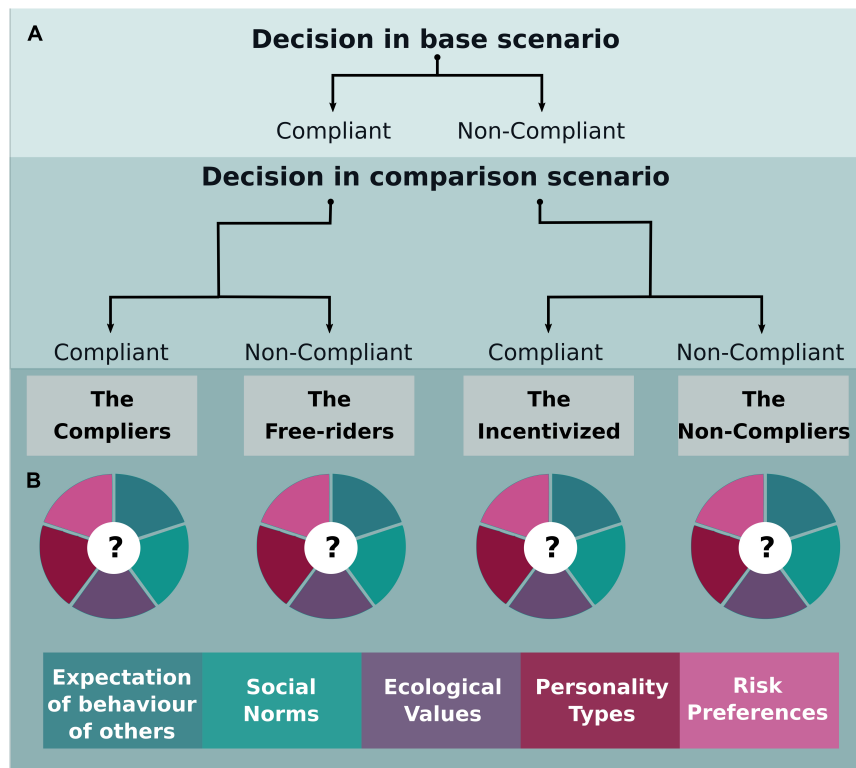 A
Decision in base scenario
Compliant Non-Compliant
Decision in comparison scenario
Compliant Non-Compliant Compliant Non-Compliant
The
Compliers
The
Free-riders
The
Incentivized
The
Non-Compliers
B
? ? ? ?
Expectation
of behaviour
of others
Social
Norms
Ecological
Values
Personality
Types
Risk
Preferences